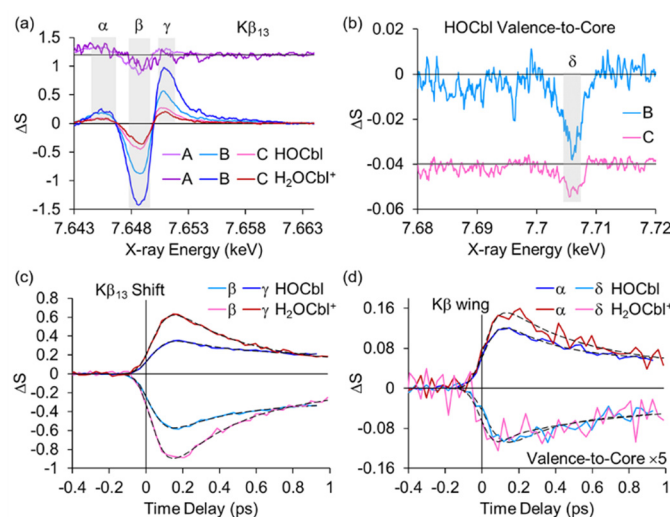 (a) α β γ Kβ13
ΔS
1.5
1.0
0.5
0.0
-0.5
-1.0
-1.5
A B C HOCbl
A B C H2OCbl+
7.643 7.648 7.653 7.658 7.663
X-ray Energy (keV)
(b) HOCbl Valence-to-Core
δ
ΔS
0
-0.02
-0.04
-0.06
B
C
7.68 7.69 7.7 7.71 7.72
X-ray Energy (keV)
(c) Kβ13 Shift
β γ HOCbl
β γ H2OCbl+
ΔS
0.8
0.6
0.4
0.2
0
-0.2
-0.4
-0.6
-0.8
-1
-0.4 -0.2 0 0.2 0.4 0.6 0.8 1
Time Delay (ps)
(d) Kβ wing
α δ HOCbl
α δ H2OCbl+
ΔS
0.16
0.08
0
-0.08
-0.16
Valence-to-Core ×5
-0.4 -0.2 0 0.2 0.4 0.6 0.8 1
Time Delay (ps)